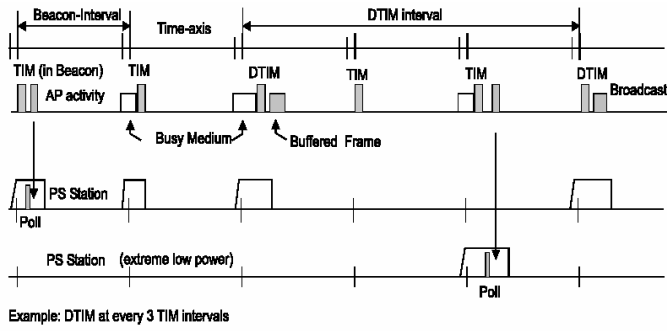 Beacon-Interval
Time-axis
DTIM interval
TIM (in Beacon)
TIM
DTIM
TIM
TIM
DTIM
AP activity
Broadcast
Busy Medium
Buffered Frame
PS Station
Poll
PS Station (extreme low power)
Poll
Example: DTIM at every 3 TIM intervals